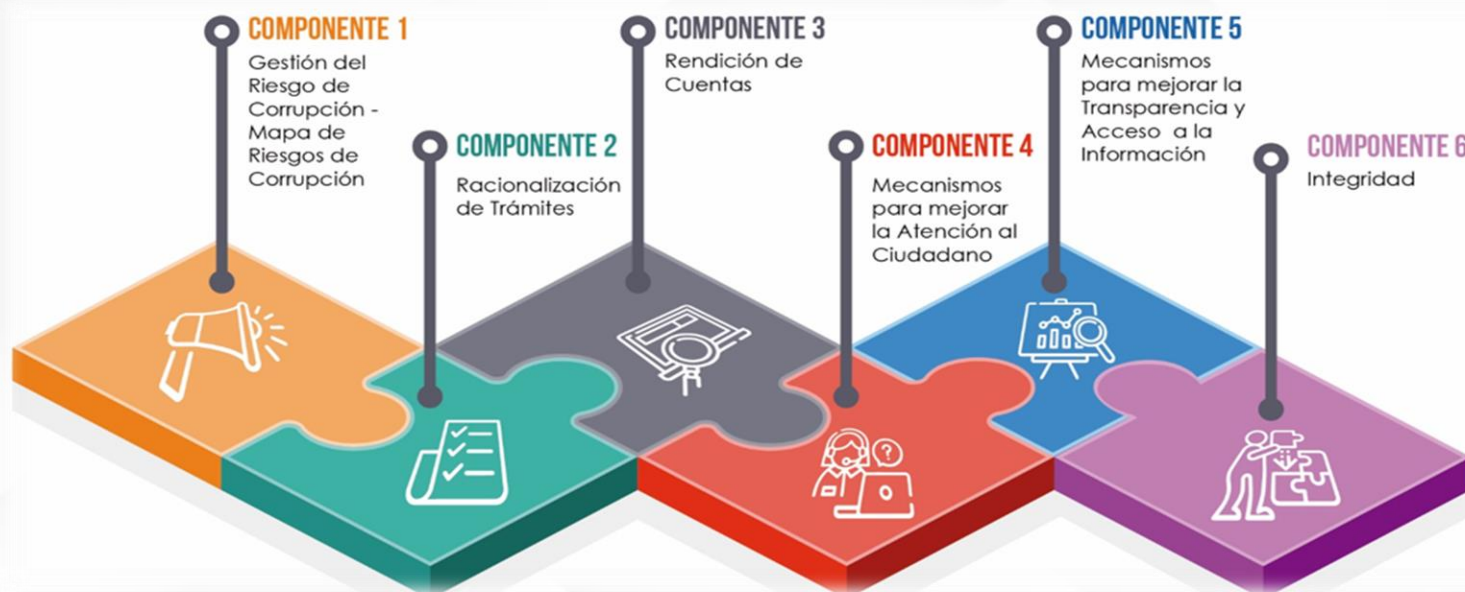 COMPONENTE 1
Gestión del
Riesgo de
Corrupción -
Mapa de
Riesgos de
Corrupción
COMPONENTE 2
Racionalización
de Trámites
COMPONENTE 3
Rendición de
Cuentas
COMPONENTE 4
Mecanismos
para mejorar
la Atención al
Ciudadano
COMPONENTE 5
Mecanismos
para mejorar la
Transparencia y
Acceso a la
Información
COMPONENTE 6
Integridad
?